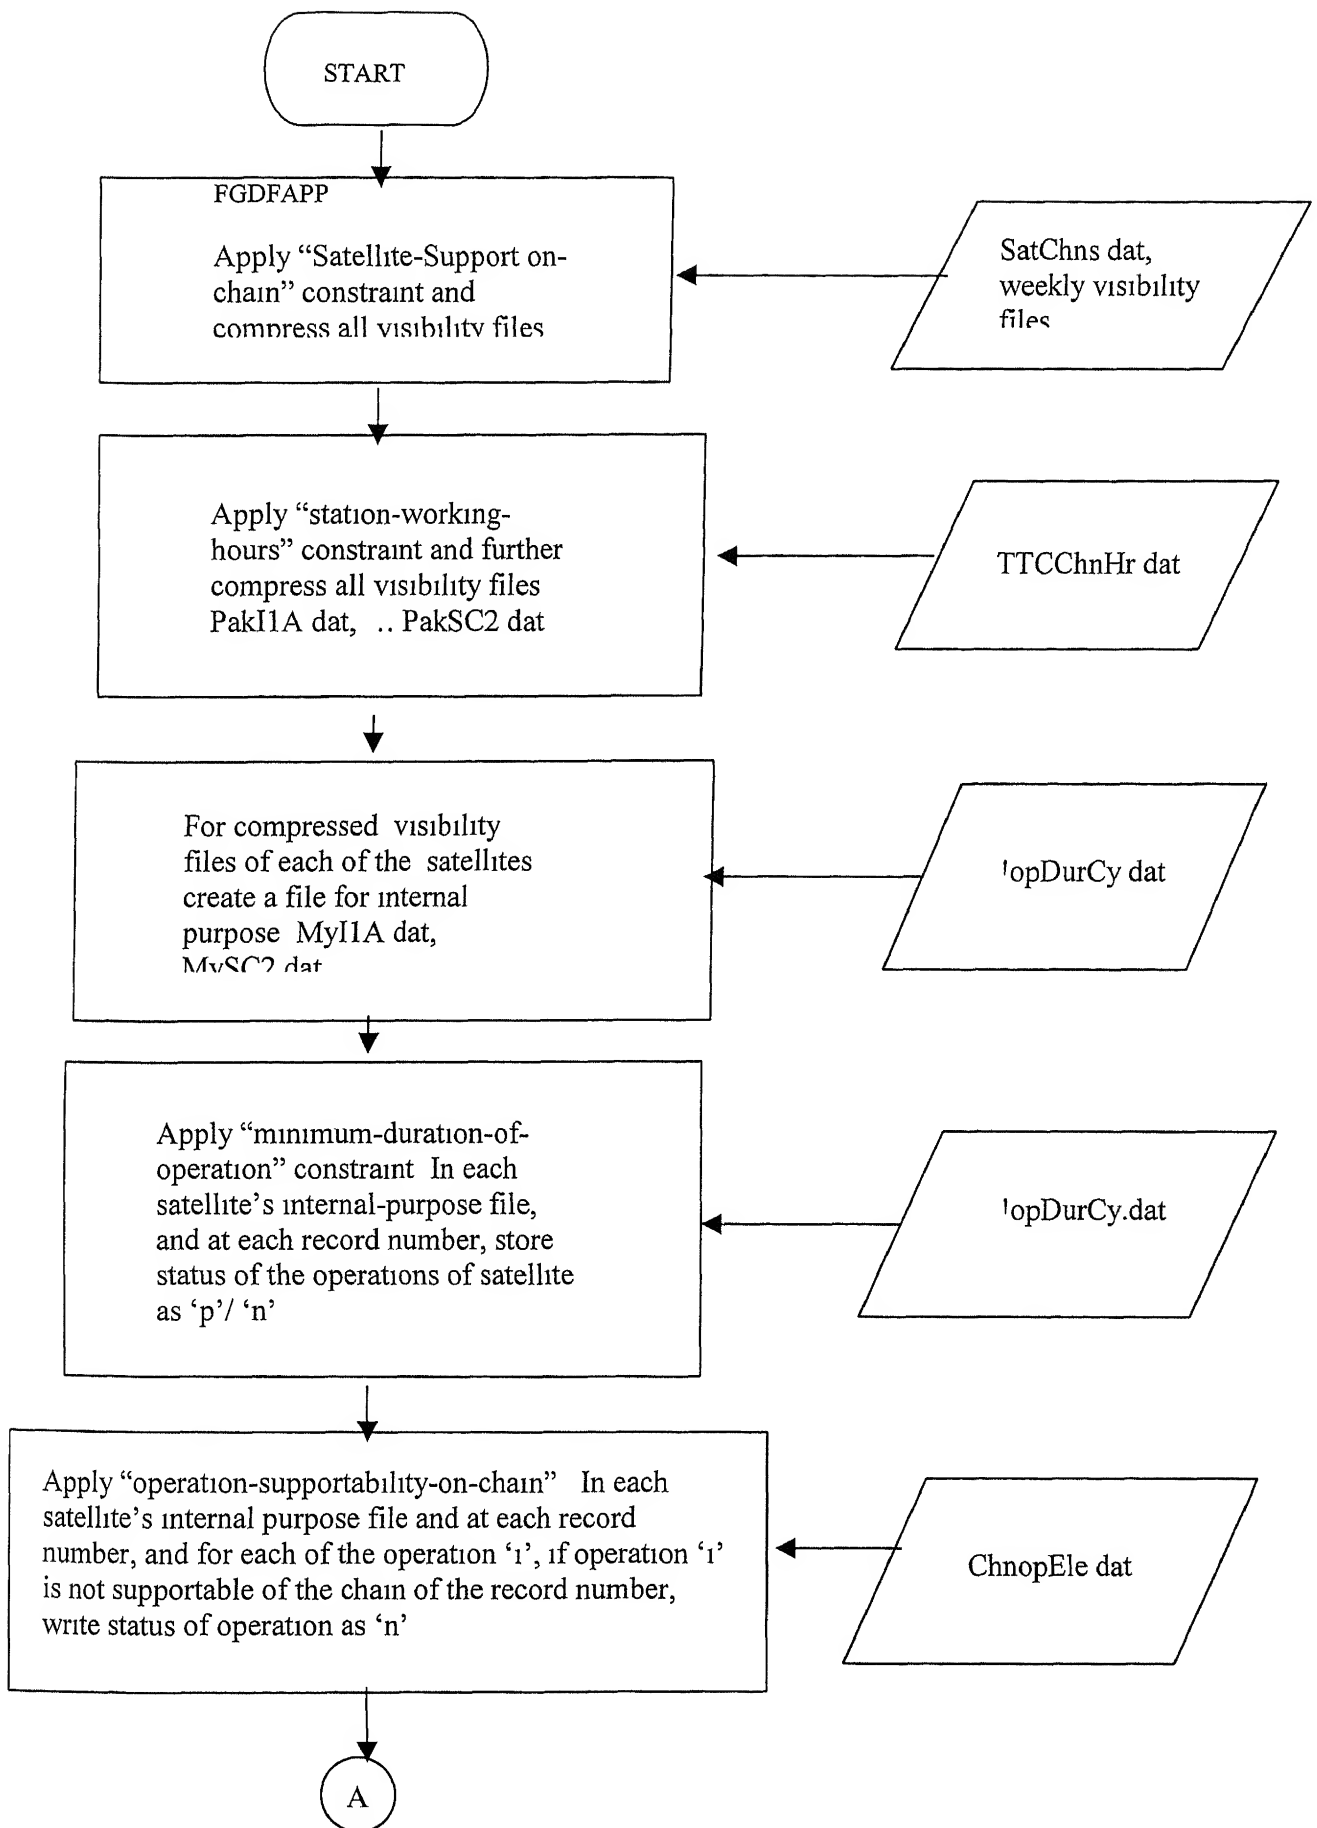 START
FGDFAPP
Apply “Satellite-Support on-
chain” constraint and
compress all visibility files
SatChns dat,
weekly visibility
files
Apply “station-working-
hours” constraint and further
compress all visibility files
PakI1A dat, .. PakSC2 dat
TTCChnHr dat
For compressed visibility
files of each of the satellites
create a file for internal
purpose MyI1A dat,
MySC2 dat
opDurCy dat
Apply “minimum-duration-of-
operation” constraint In each
satellite’s internal-purpose file,
and at each record number, store
status of the operations of satellite
as ‘p’/ ‘n’
opDurCy.dat
Apply “operation-supportability-on-chain” In each
satellite’s internal purpose file and at each record
number, and for each of the operation ‘i’, if operation ‘i’
is not supportable of the chain of the record number,
write status of operation as ‘n’
ChnopEle dat
A